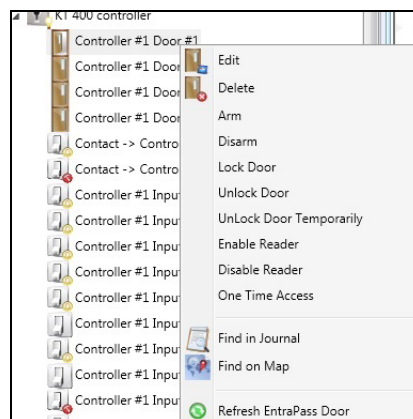 KT 400 controller
Controller #1 Door #1
Controller #1 Door
Controller #1 Door
Controller #1 Door
Contact -> Contro
Contact -> Contro
Controller #1 Inpu
Controller #1 Inpu
Controller #1 Inpu
Controller #1 Inpu
Controller #1 Inpu
Controller #1 Inpu
Controller #1 Inpu
Controller #1 Inpu
Controller #1 Inpu
Edit
Delete
Arm
Disarm
Lock Door
Unlock Door
UnLock Door Temporarily
Enable Reader
Disable Reader
One Time Access
Find in Journal
Find on Map
Refresh EntraPass Door